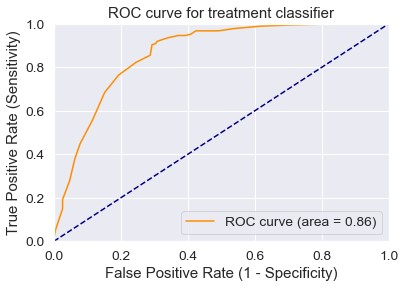 ROC curve for treatment classifier
True Positive Rate (Sensitivity)
1.0
0.8
0.6
0.4
0.2
0.0
ROC curve (area = 0.86)
0.0 0.2 0.4 0.6 0.8 1.0
False Positive Rate (1 - Specificity)